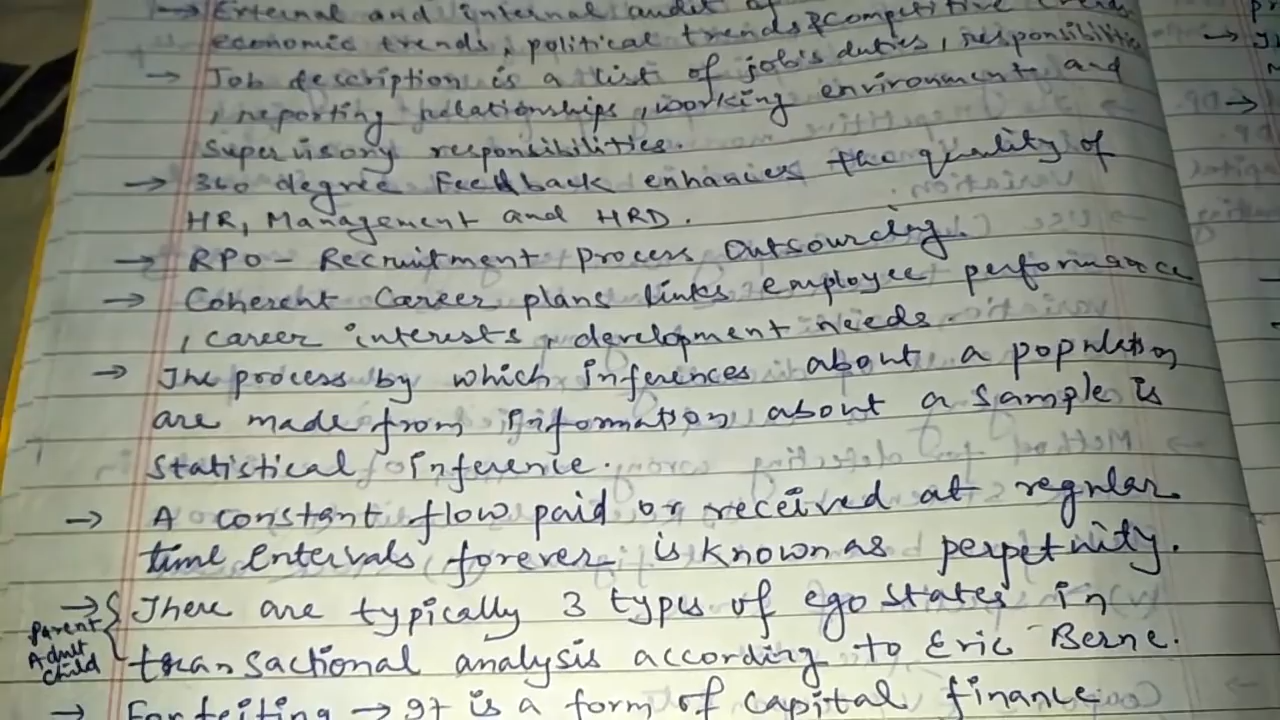 → External and internal audit of
economic trends, political trends & competitive trends
→ Job description is a list of job's duties, responsibilities
, reporting relationships, working environment and
supervisory responsibilities.
→ 360 degree Feedback enhances the quality of
HR, Management and HRD.
→ RPO - Recruitment process Outsourcing.
→ Coherent Career plans links employee performance
, career interests, development needs.
→ The process by which inferences about a population
are made from information about a sample is
statistical inference.
→ A constant flow paid or received at regular
time intervals forever is known as perpetuity.
→ { There are typically 3 types of ego states in
Parent
Adult
Child
transactional analysis according to Eric Berne.
→ Forfeiting → It is a form of capital finance